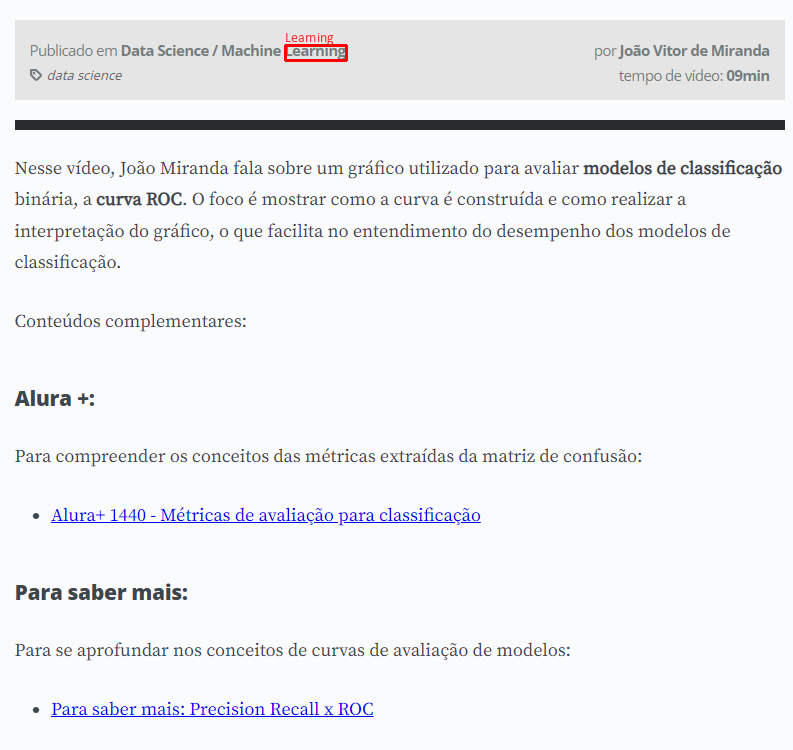 Learning
Publicado em Data Science / Machine Learning
por João Vitor de Miranda
data science
tempo de vídeo: 09min
Nesse vídeo, João Miranda fala sobre um gráfico utilizado para avaliar modelos de classificação
binária, a curva ROC. O foco é mostrar como a curva é construída e como realizar a
interpretação do gráfico, o que facilita no entendimento do desempenho dos modelos de
classificação.
Conteúdos complementares:
Alura +:
Para compreender os conceitos das métricas extraídas da matriz de confusão:
• Alura+ 1440 - Métricas de avaliação para classificação
Para saber mais:
Para se aprofundar nos conceitos de curvas de avaliação de modelos:
• Para saber mais: Precision Recall x ROC